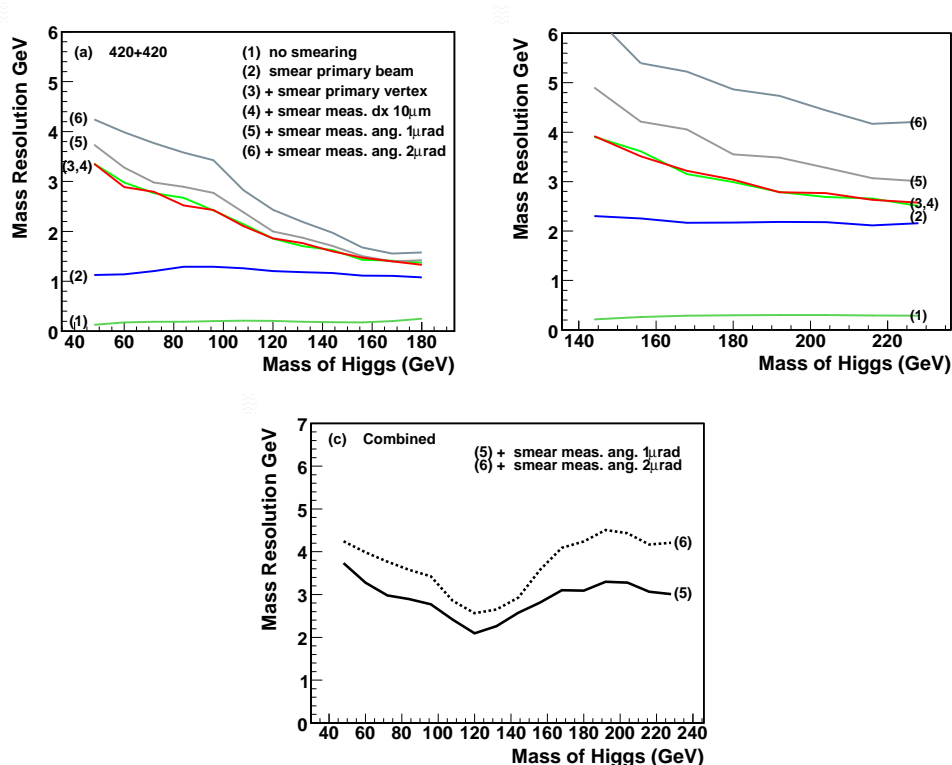 Mass Resolution GeV
(a) 420+420
(1) no smearing
(2) smear primary beam
(3) + smear primary vertex
(4) + smear meas. dx 10μm
(5) + smear meas. ang. 1μrad
(6) + smear meas. ang. 2μrad
6
5
4
3
2
1
0
(6)
(5)
(3,4)
(2)
(1)
40 60 80 100 120 140 160 180
Mass of Higgs (GeV)
Mass Resolution GeV
6
5
4
3
2
1
0
(6)
(5)
(3,4)
(2)
(1)
140 160 180 200 220
Mass of Higgs (GeV)
Mass Resolution GeV
(c) Combined
(5) + smear meas. ang. 1μrad
(6) + smear meas. ang. 2μrad
7
6
5
4
3
2
1
0
(6)
(5)
40 60 80 100 120 140 160 180 200 220 240
Mass of Higgs (GeV)